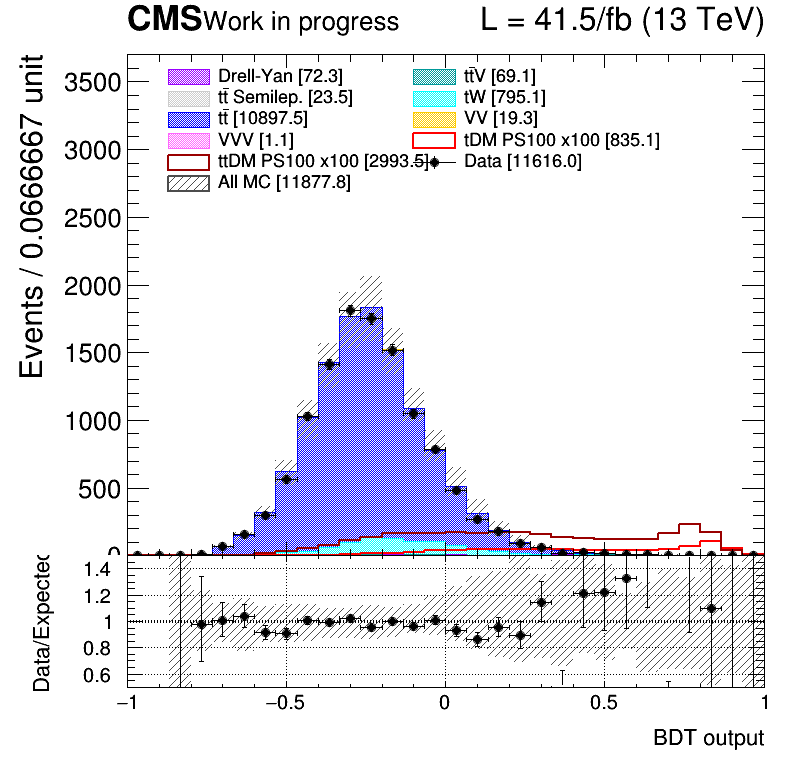 CMS Work in progress L = 41.5/fb (13 TeV)
Events / 0.0666667 unit
3500
3000
2500
2000
1500
1000
500
0
Drell-Yan [72.3] tt̄V [69.1]
tt̄ Semilep. [23.5] tW [795.1]
tt̄ [10897.5] VV [19.3]
VVV [1.1] tDM PS100 x100 [835.1]
ttDM PS100 x100 [2993.5] Data [11616.0]
All MC [11877.8]
Data/Expected
1.4
1.2
1
0.8
0.6
−1 −0.5 0 0.5 1
BDT output